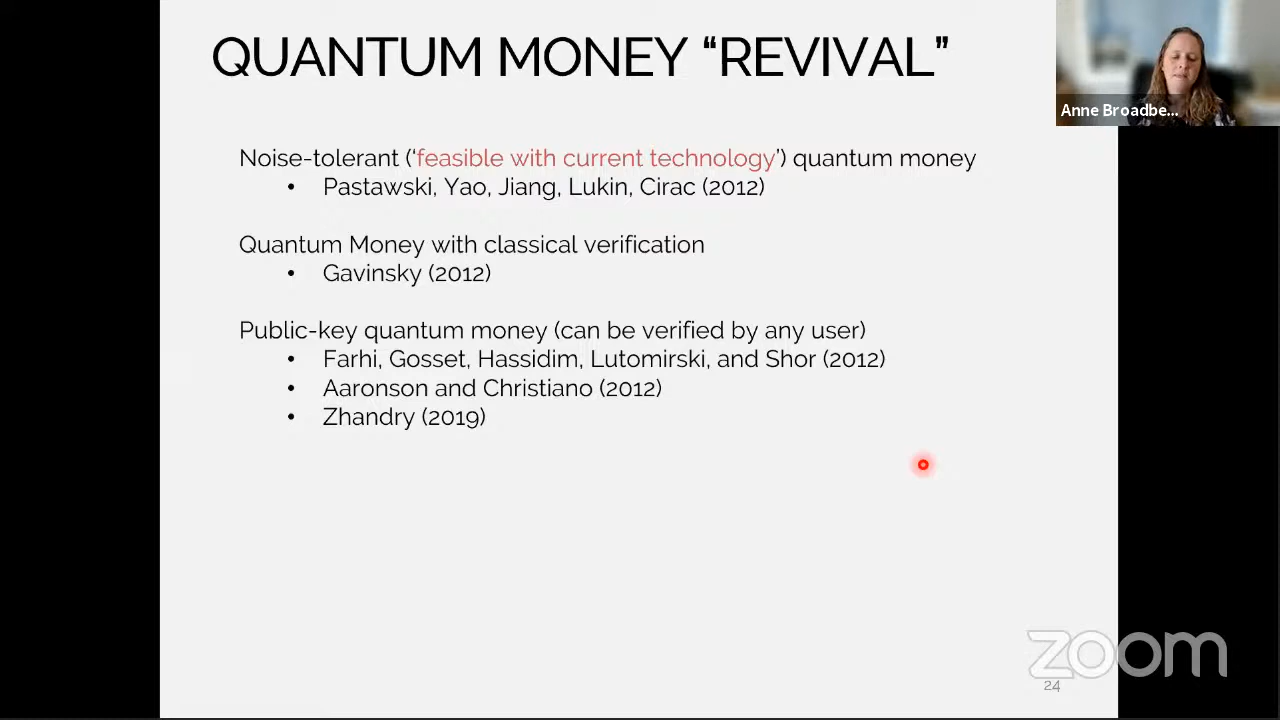 QUANTUM MONEY “REVIVAL”
Anne Broadbe...
Noise-tolerant (‘feasible with current technology’) quantum money
• Pastawski, Yao, Jiang, Lukin, Cirac (2012)
Quantum Money with classical verification
• Gavinsky (2012)
Public-key quantum money (can be verified by any user)
• Farhi, Gosset, Hassidim, Lutomirski, and Shor (2012)
• Aaronson and Christiano (2012)
• Zhandry (2019)
zoom
24